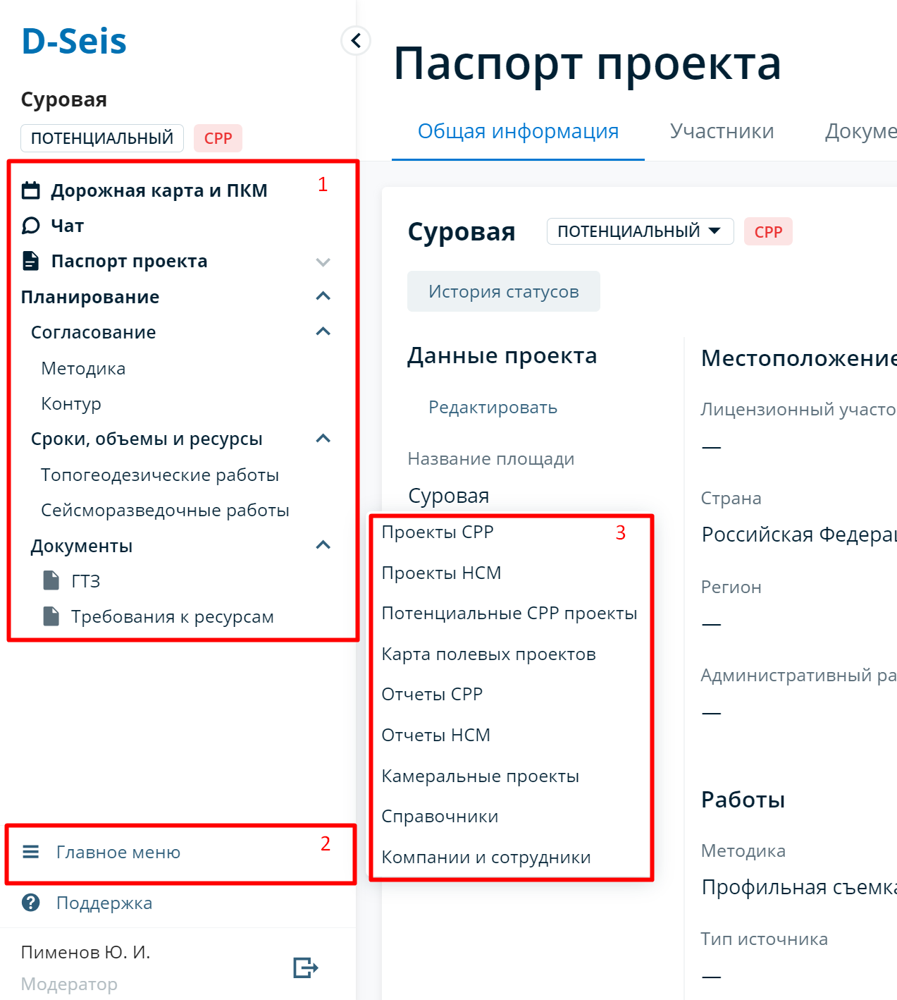 D-Seis
Суровая
ПОТЕНЦИАЛЬНЫЙ СРР
1
Дорожная карта и ПКМ
Чат
Паспорт проекта
Планирование
Согласование
Методика
Контур
Сроки, объемы и ресурсы
Топогеодезические работы
Сейсморазведочные работы
Документы
ГТЗ
Требования к ресурсам
Главное меню
2
Поддержка
Пименов Ю. И.
Модератор
Паспорт проекта
Общая информация Участники Докуме
Суровая ПОТЕНЦИАЛЬНЫЙ СРР
История статусов
Данные проекта
Редактировать
Название площади
Суровая
Проекты СРР
3
Проекты НСМ
Потенциальные СРР проекты
Карта полевых проектов
Отчеты СРР
Отчеты НСМ
Камеральные проекты
Справочники
Компании и сотрудники
Местоположение
Лицензионный участо
—
Страна
Российская Федерац
Регион
—
Административный ра
—
Работы
Методика
Профильная съемка
Тип источника
—